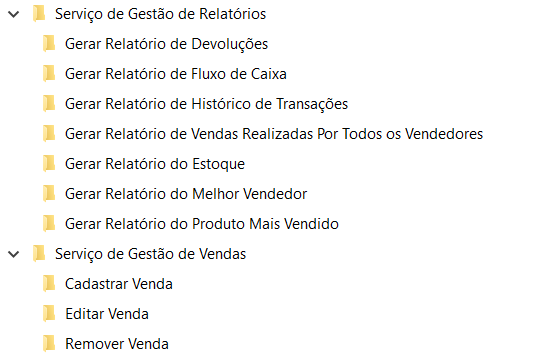 Serviço de Gestão de Relatórios
Gerar Relatório de Devoluções
Gerar Relatório de Fluxo de Caixa
Gerar Relatório de Histórico de Transações
Gerar Relatório de Vendas Realizadas Por Todos os Vendedores
Gerar Relatório do Estoque
Gerar Relatório do Melhor Vendedor
Gerar Relatório do Produto Mais Vendido
Serviço de Gestão de Vendas
Cadastrar Venda
Editar Venda
Remover Venda